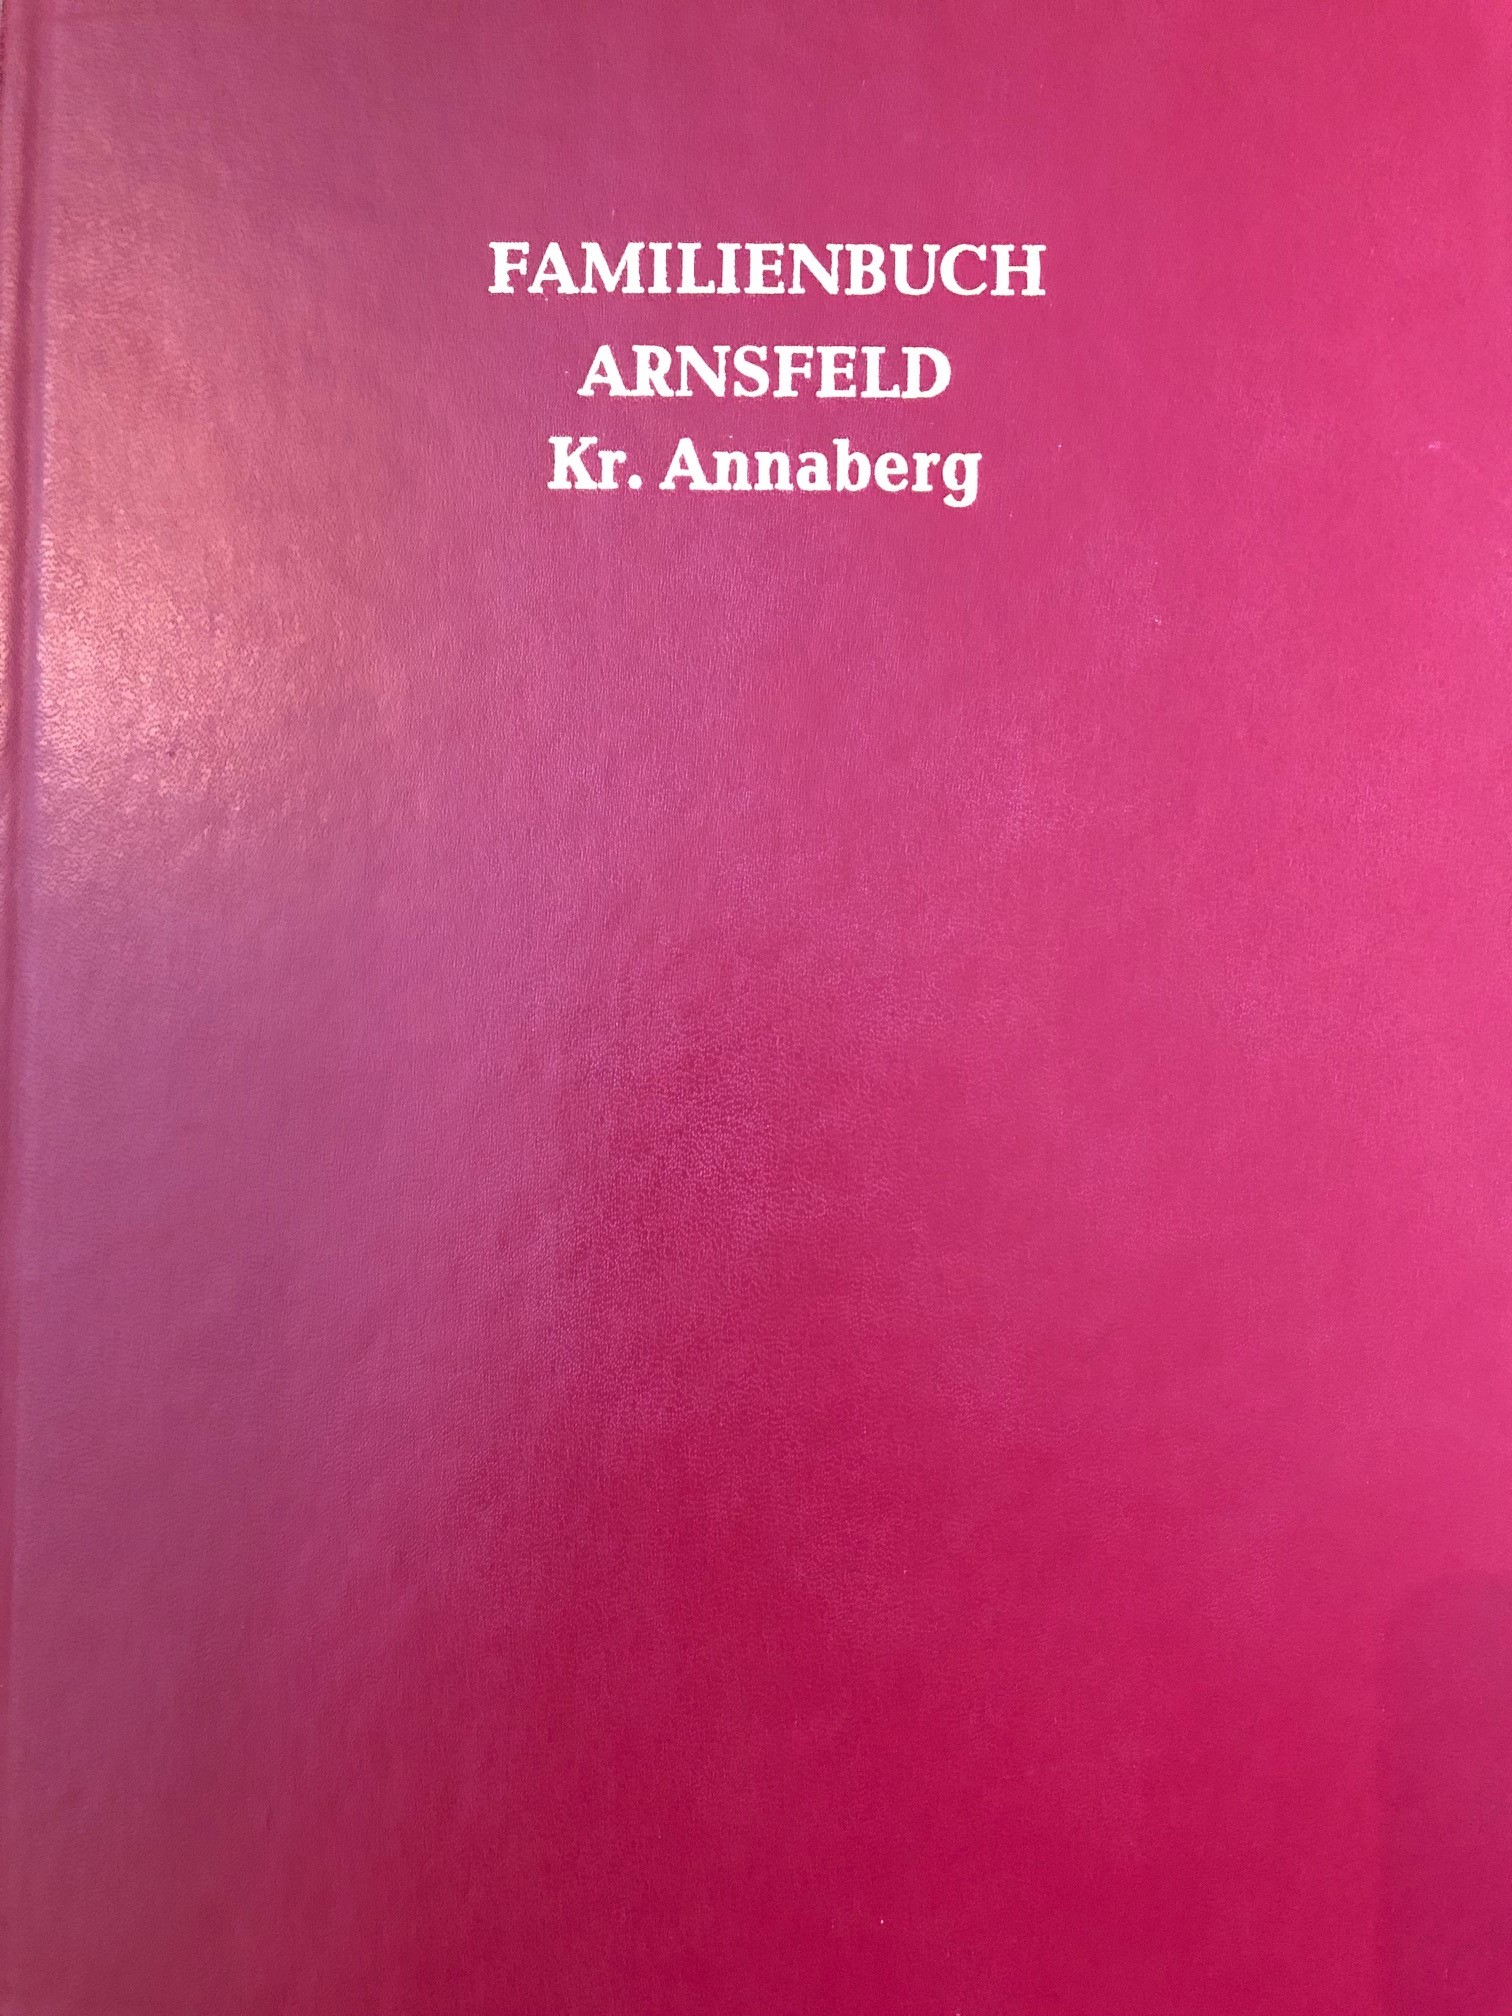 FAMILIENBUCH
ARNSFELD
Kr. Annaberg